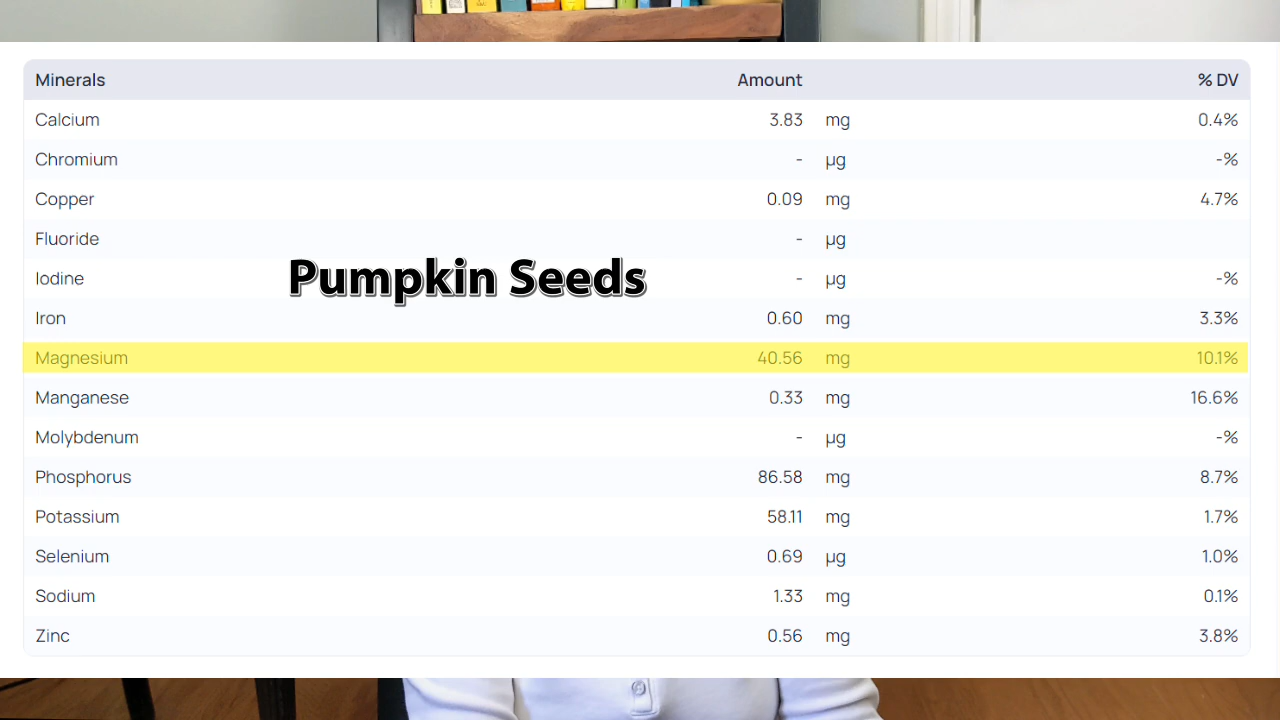 Minerals Amount % DV
Calcium 3.83 mg 0.4%
Chromium - µg -%
Copper 0.09 mg 4.7%
Fluoride - µg
Pumpkin Seeds
Iodine - µg -%
Iron 0.60 mg 3.3%
Magnesium 40.56 mg 10.1%
Manganese 0.33 mg 16.6%
Molybdenum - µg -%
Phosphorus 86.58 mg 8.7%
Potassium 58.11 mg 1.7%
Selenium 0.69 µg 1.0%
Sodium 1.33 mg 0.1%
Zinc 0.56 mg 3.8%